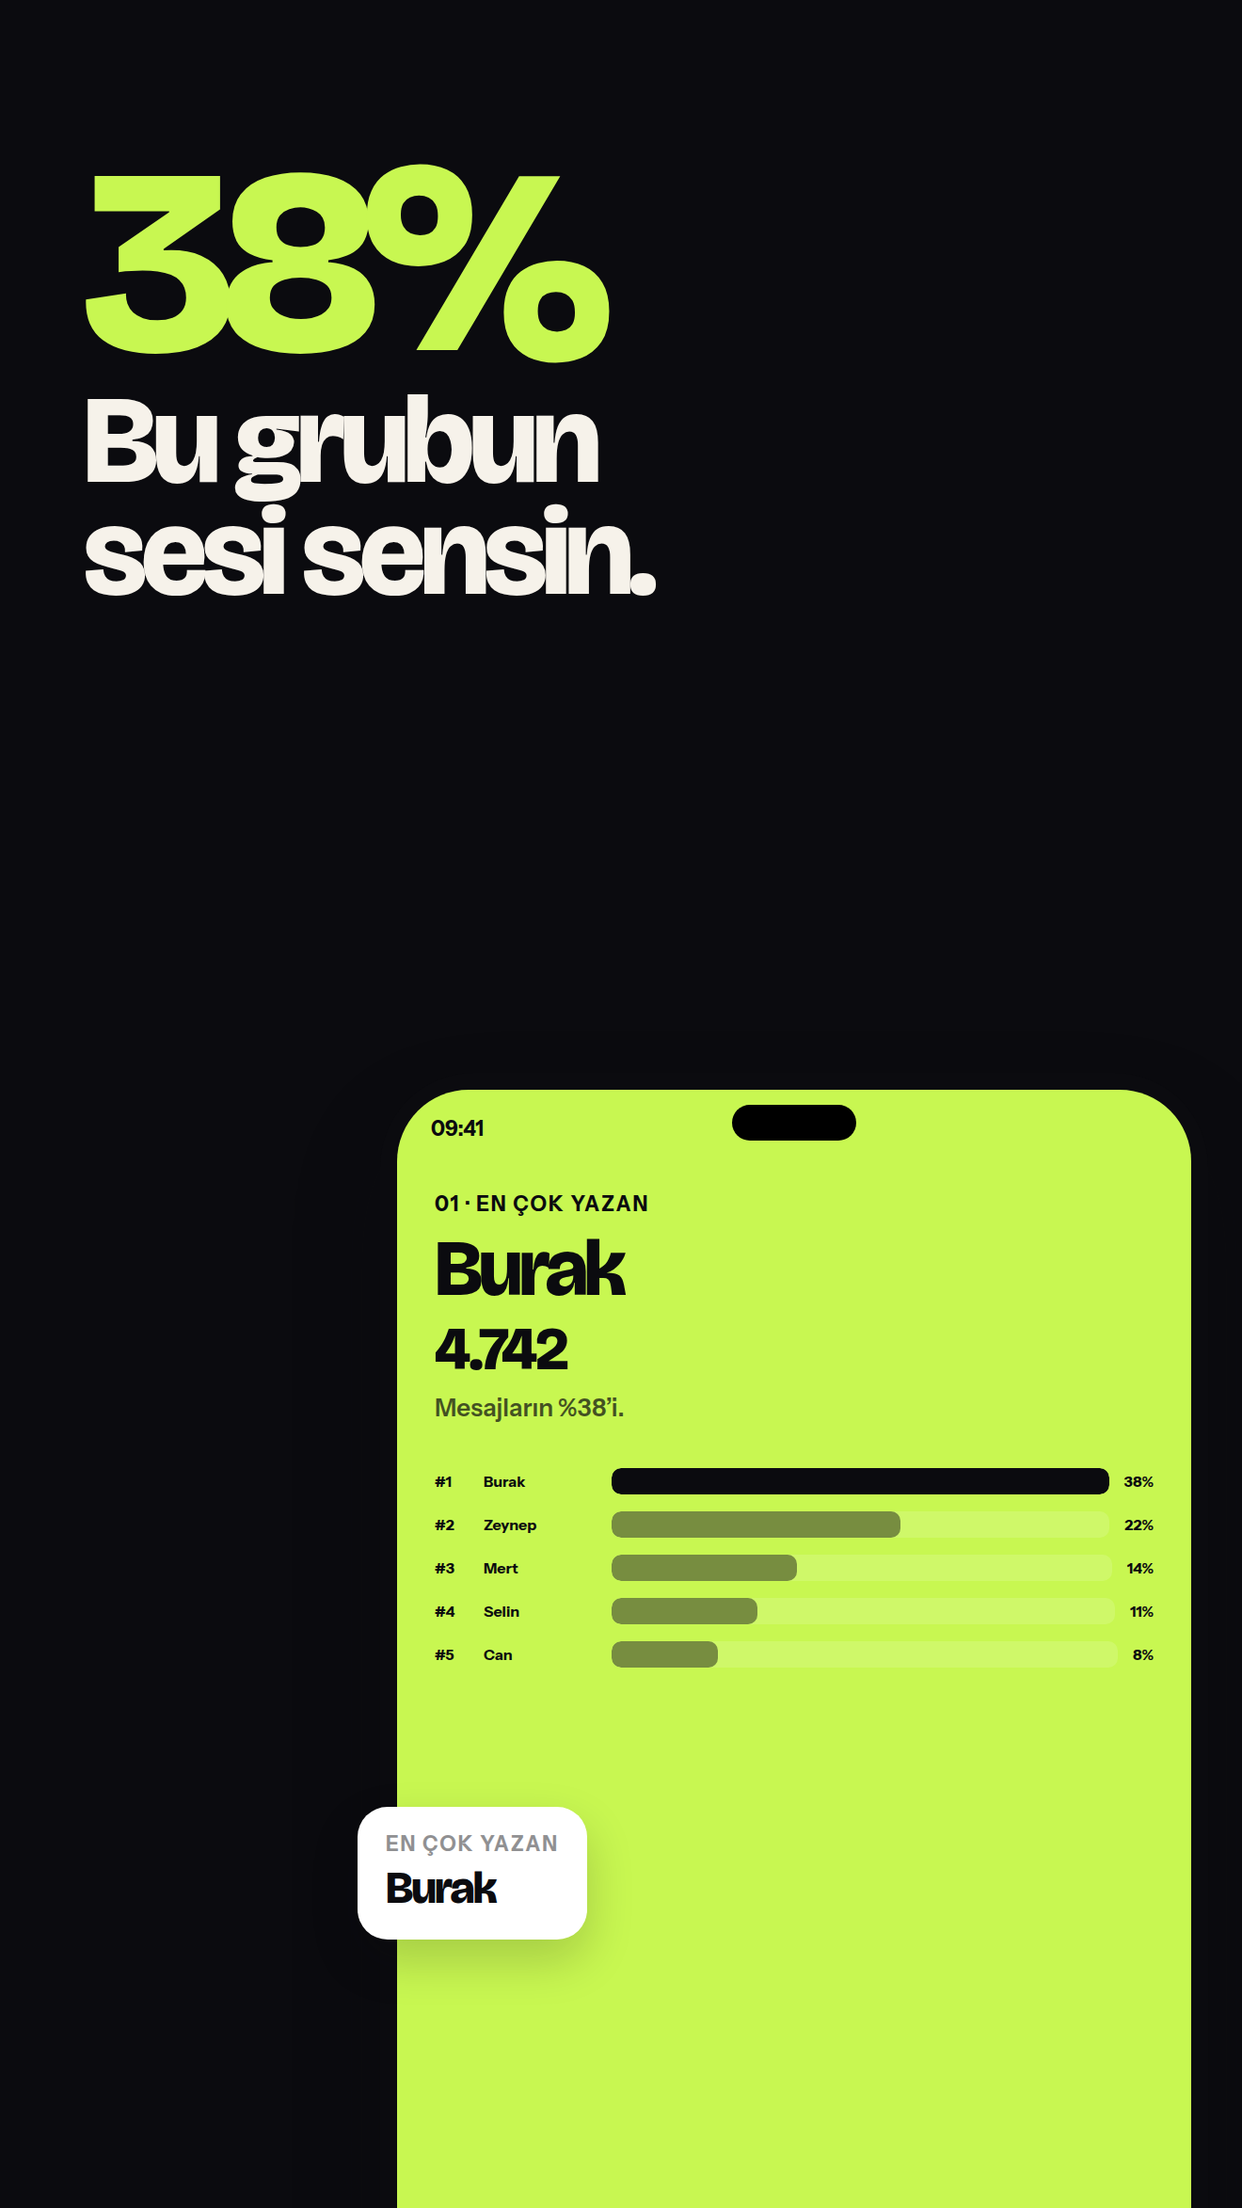 38%
Bu grubun
sesi sensin.
09:41
01 · EN ÇOK YAZAN
Burak
4.742
Mesajların %38’i.
#1 Burak 38%
#2 Zeynep 22%
#3 Mert 14%
#4 Selin 11%
#5 Can 8%
EN ÇOK YAZAN
Burak